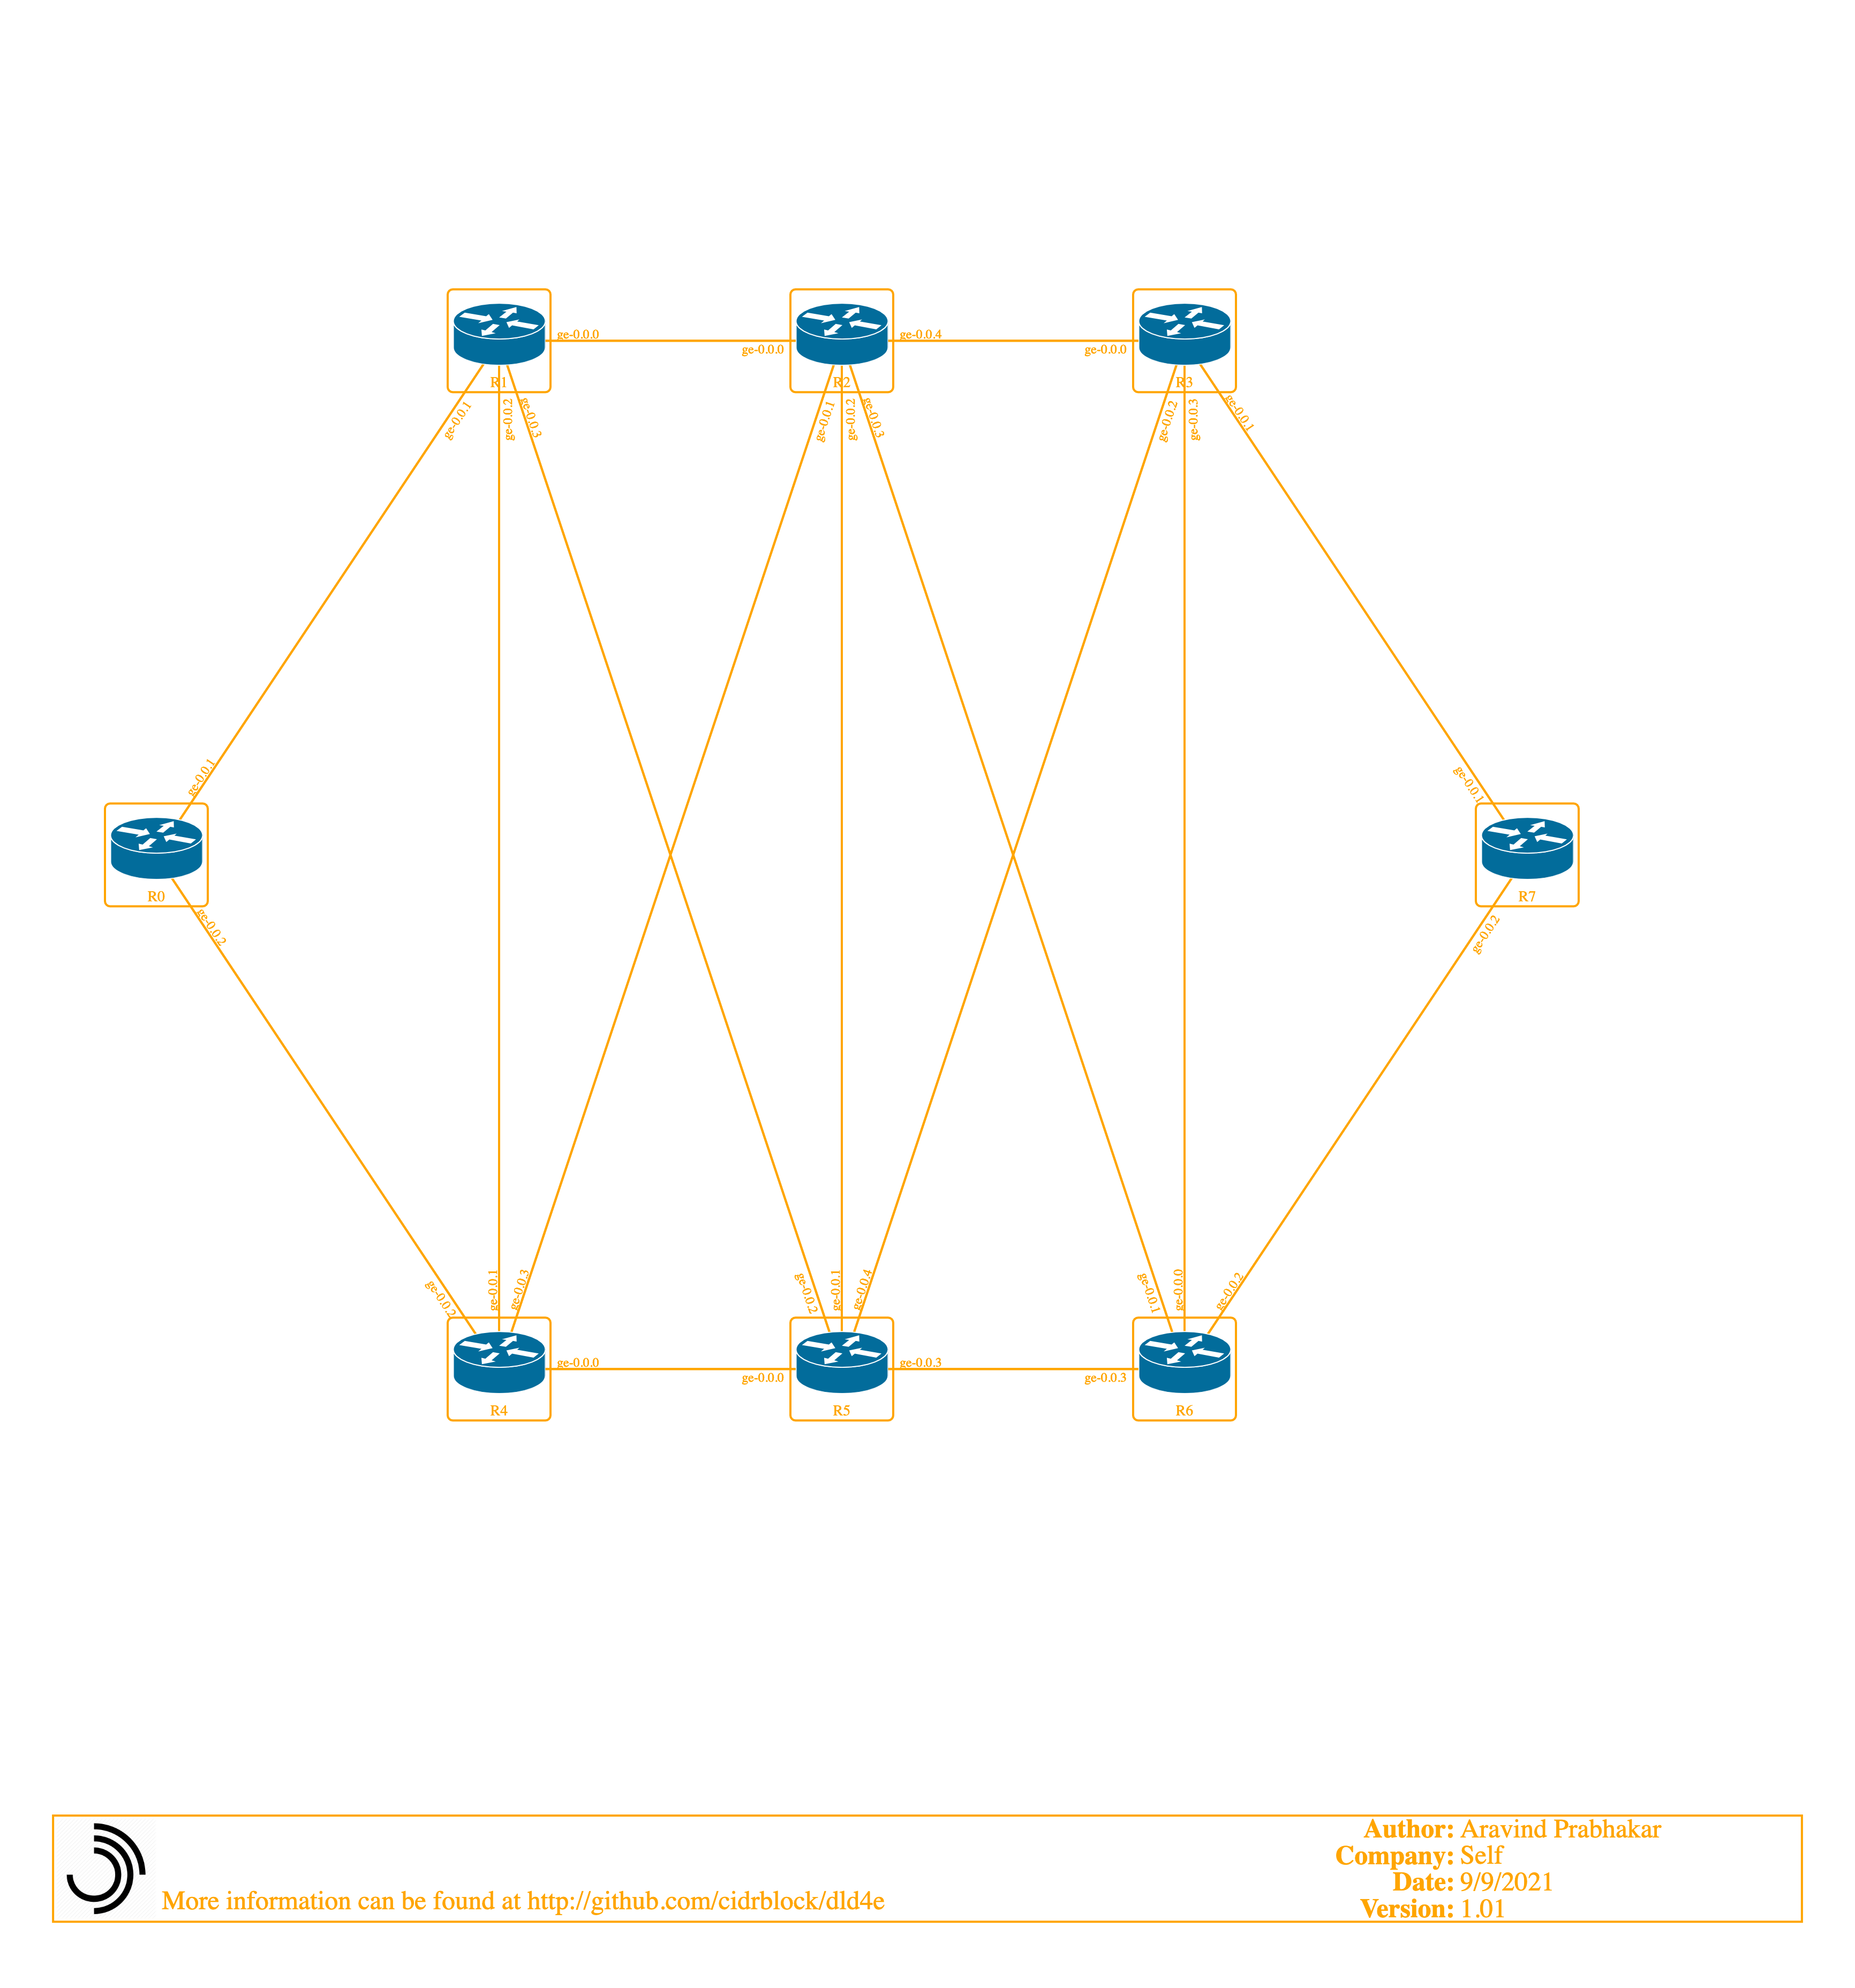 ge-0.0.0
ge-0.0.0
ge-0.0.4
ge-0.0.0
R1
R2
R3
ge-0.0.1
ge-0.0.2
ge-0.0.3
ge-0.0.1
ge-0.0.2
ge-0.0.3
ge-0.0.2
ge-0.0.3
ge-0.0.1
ge-0.0.1
ge-0.0.1
R0
R7
ge-0.0.2
ge-0.0.2
ge-0.0.2
ge-0.0.1
ge-0.0.3
ge-0.0.2
ge-0.0.1
ge-0.0.4
ge-0.0.1
ge-0.0.0
ge-0.0.2
ge-0.0.0
ge-0.0.0
ge-0.0.3
ge-0.0.3
R4
R5
R6
Author: Aravind Prabhakar
Company: Self
Date: 9/9/2021
Version: 1.01
More information can be found at http://github.com/cidrblock/dld4e